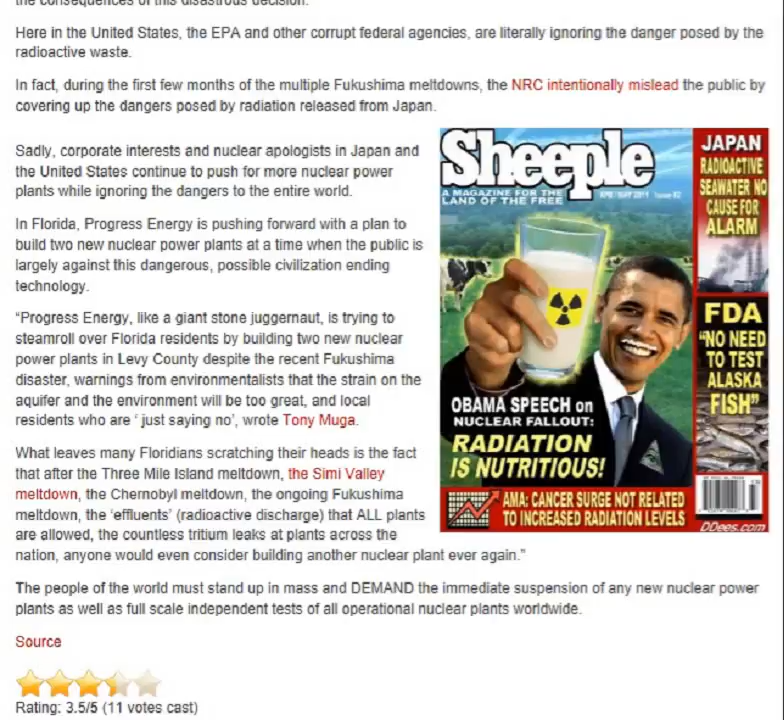 the consequences of this disastrous decision.
Here in the United States, the EPA and other corrupt federal agencies, are literally ignoring the danger posed by the
radioactive waste.
In fact, during the first few months of the multiple Fukushima meltdowns, the NRC intentionally mislead the public by
covering up the dangers posed by radiation released from Japan.
Sadly, corporate interests and nuclear apologists in Japan and
the United States continue to push for more nuclear power
plants while ignoring the dangers to the entire world.
In Florida, Progress Energy is pushing forward with a plan to
build two new nuclear power plants at a time when the public is
largely against this dangerous, possible civilization ending
technology.
“Progress Energy, like a giant stone juggernaut, is trying to
steamroll over Florida residents by building two new nuclear
power plants in Levy County despite the recent Fukushima
disaster, warnings from environmentalists that the strain on the
aquifer and the environment will be too great, and local
residents who are ‘ just saying no’, wrote Tony Muga.
What leaves many Floridians scratching their heads is the fact
that after the Three Mile Island meltdown, the Simi Valley
meltdown, the Chernobyl meltdown, the ongoing Fukushima
meltdown, the ‘effluents’ (radioactive discharge) that ALL plants
are allowed, the countless tritium leaks at plants across the
nation, anyone would even consider building another nuclear plant ever again.”
Sheeple
A MAGAZINE FOR THE
LAND OF THE FREE
JAPAN
RADIOACTIVE
SEAWATER NO
CAUSE FOR
ALARM
FDA
“NO NEED
TO TEST
ALASKA
FISH”
OBAMA SPEECH on
NUCLEAR FALLOUT:
RADIATION
IS NUTRITIOUS!
AMA: CANCER SURGE NOT RELATED
TO INCREASED RADIATION LEVELS
DDees.com
The people of the world must stand up in mass and DEMAND the immediate suspension of any new nuclear power
plants as well as full scale independent tests of all operational nuclear plants worldwide.
Source
Rating: 3.5/5 (11 votes cast)